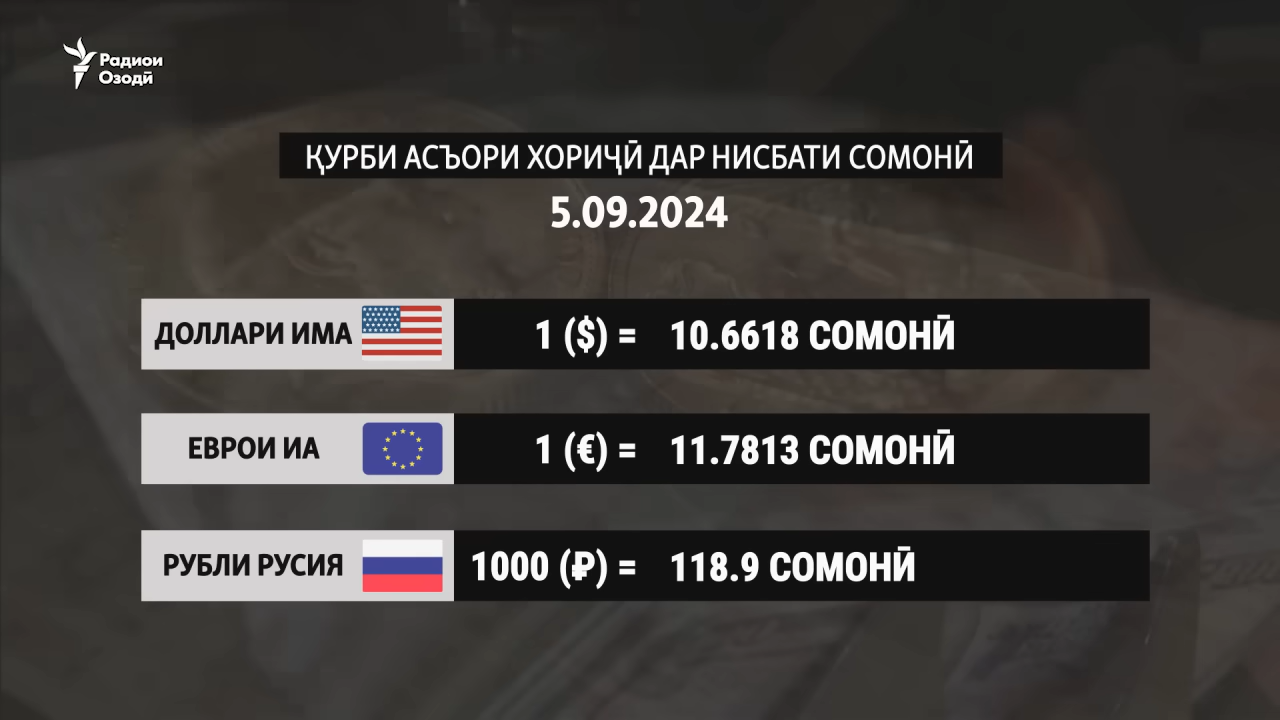 Радиои
Озодӣ
ҚУРБИ АСЪОРИ ХОРИҶӢ ДАР НИСБАТИ СОМОНӢ
5.09.2024
ДОЛЛАРИ ИМА 1 ($) = 10.6618 СОМОНӢ
ЕВРОИ ИА 1 (€) = 11.7813 СОМОНӢ
РУБЛИ РУСИЯ 1000 (₽) = 118.9 СОМОНӢ